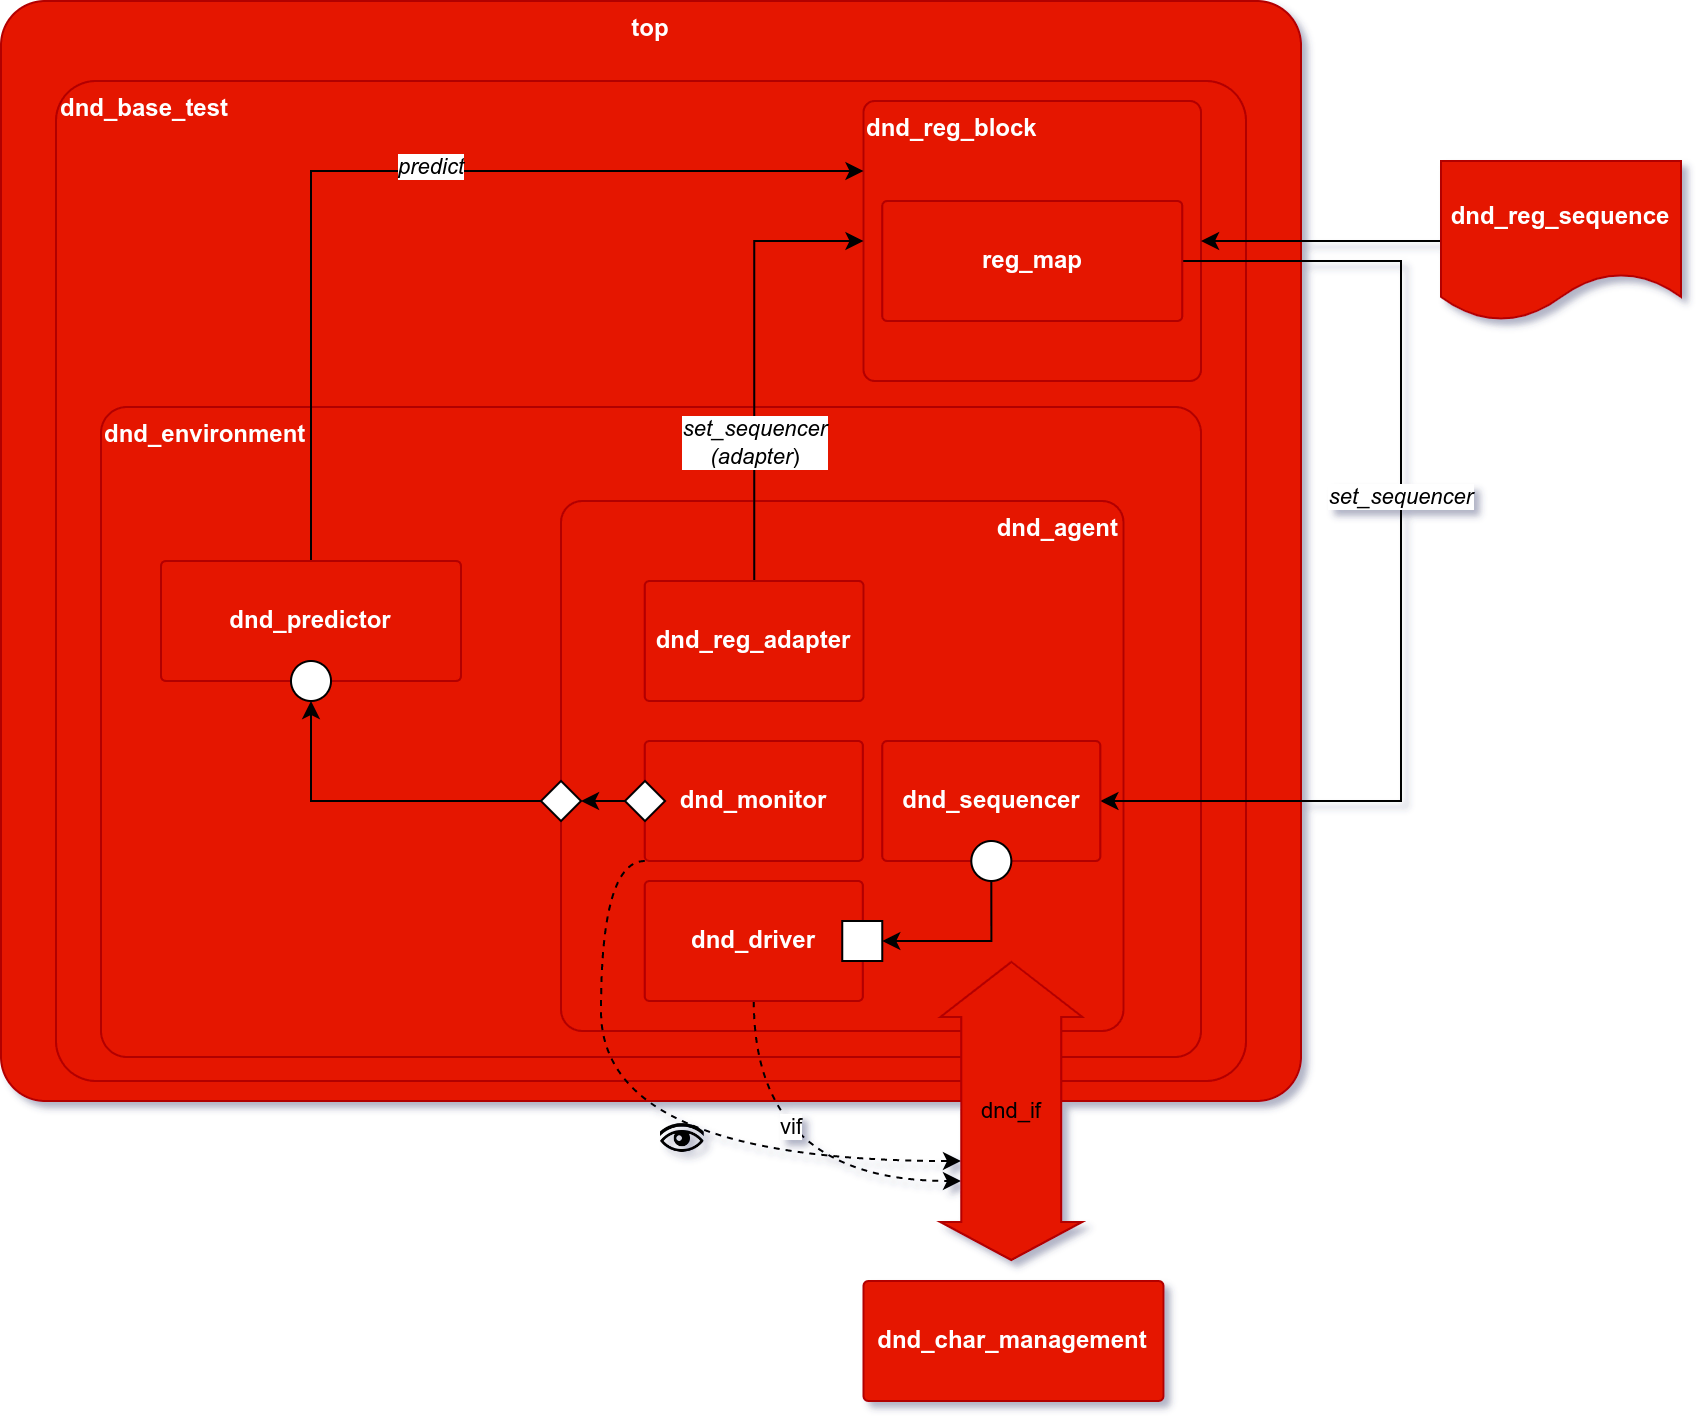 top
dnd_base_test
dnd_reg_block
predict
dnd_reg_sequence
reg_map
dnd_environment
set_sequencer
(adapter)
set_sequencer
dnd_agent
dnd_predictor
dnd_reg_adapter
dnd_monitor
dnd_sequencer
dnd_driver
dnd_if
vif
dnd_char_management